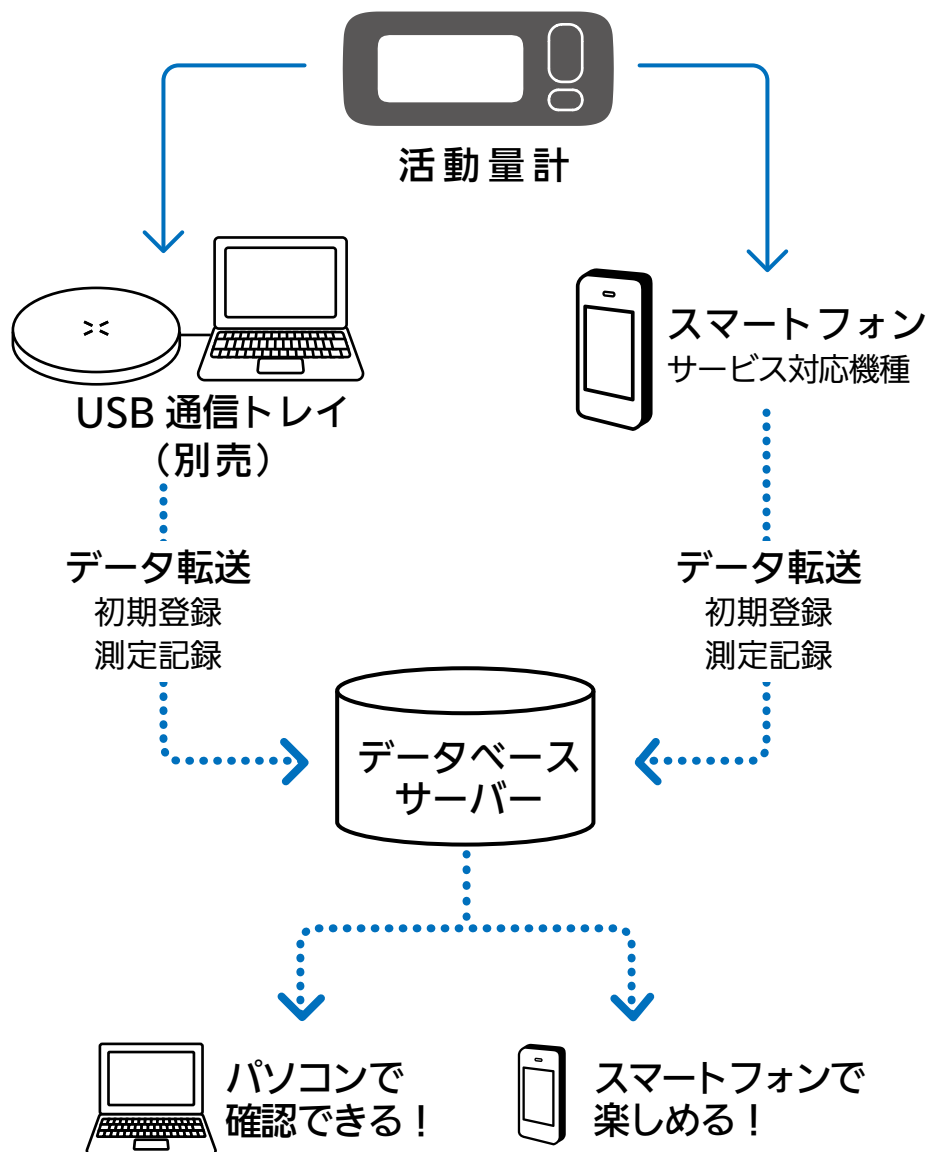 活動量計
スマートフォン
サービス対応機種
USB 通信トレイ
（別売）
データ転送
初期登録
測定記録
データ転送
初期登録
測定記録
データベース
サーバー
パソコンで
確認できる！
スマートフォンで
楽しめる！